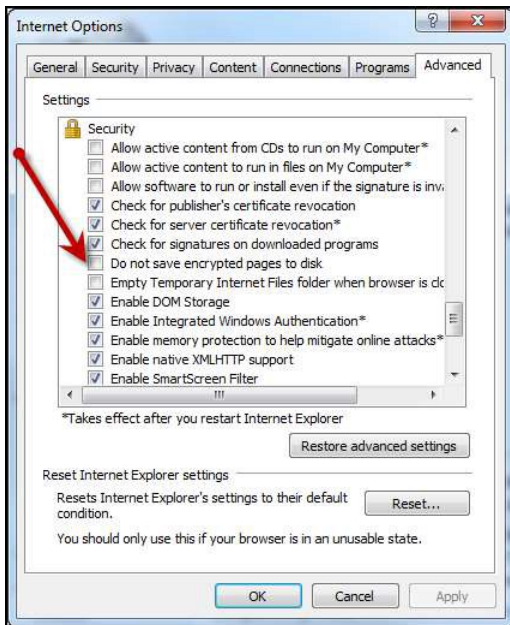 Internet Options
General Security Privacy Content Connections Programs Advanced
Settings
Security
Allow active content from CDs to run on My Computer*
Allow active content to run in files on My Computer*
Allow software to run or install even if the signature is inva
Check for publisher's certificate revocation
Check for server certificate revocation*
Check for signatures on downloaded programs
Do not save encrypted pages to disk
Empty Temporary Internet Files folder when browser is clo
Enable DOM Storage
Enable Integrated Windows Authentication*
Enable memory protection to help mitigate online attacks*
Enable native XMLHTTP support
Enable SmartScreen Filter
*Takes effect after you restart Internet Explorer
Restore advanced settings
Reset Internet Explorer settings
Resets Internet Explorer's settings to their default
condition.
Reset...
You should only use this if your browser is in an unusable state.
OK Cancel Apply